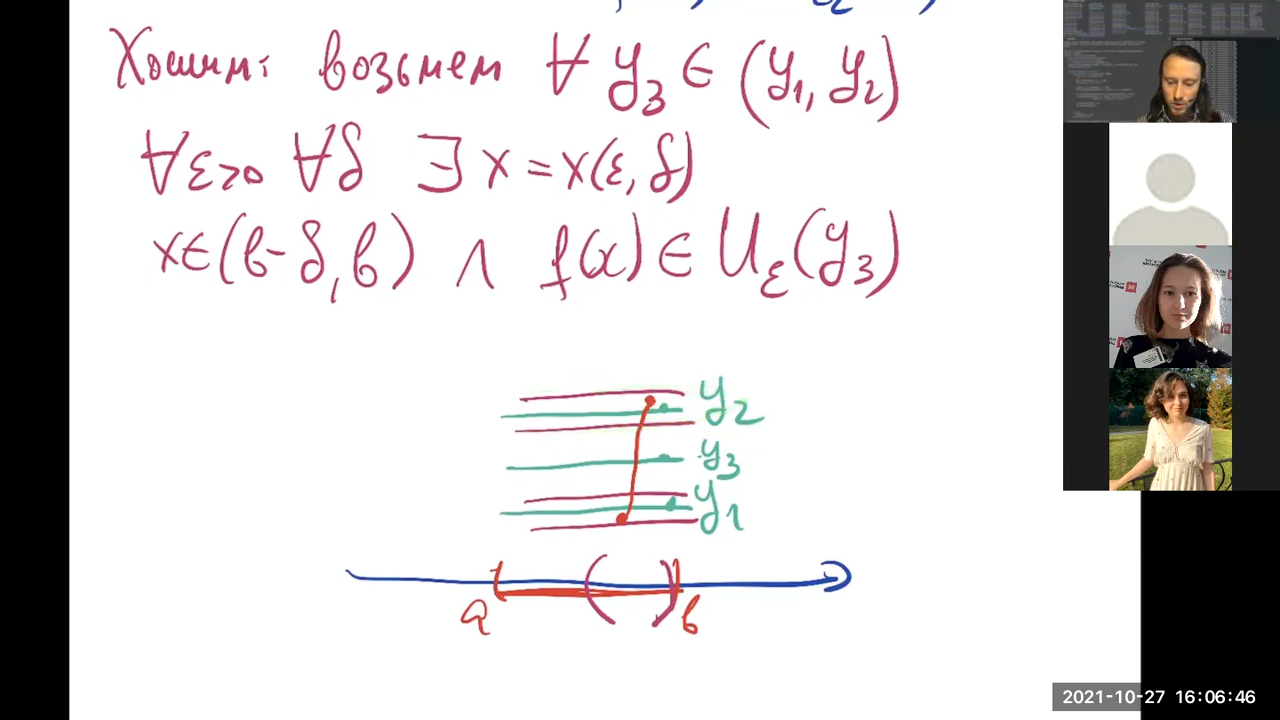 Хотим: возьмем ∀ y₃ ∈ (y₁, y₂)
∀ε>0 ∀δ ∃ x = x(ε, δ)
x∈(b-δ, b) ∧ f(x) ∈ U_ε(y₃)
y₂
y₃
y₁
a
b
2021-10-27 16:06:46